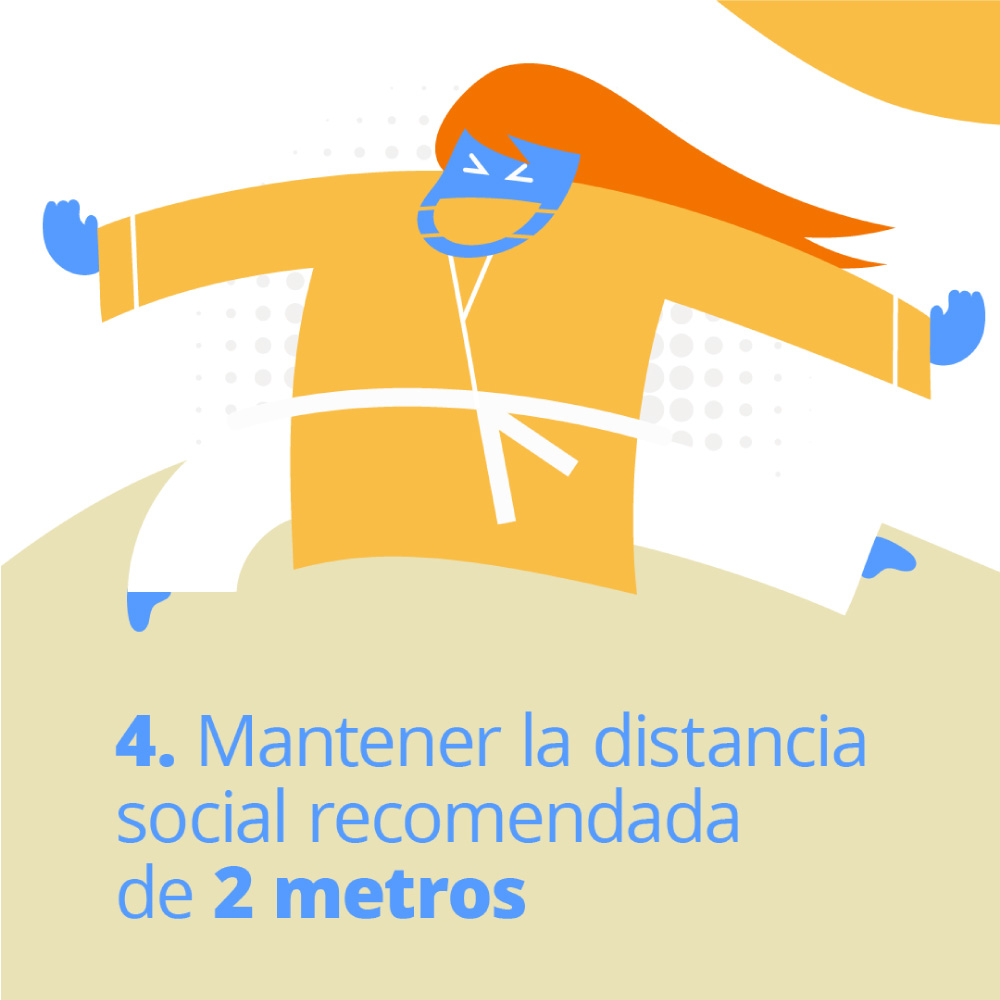 4. Mantener la distancia
social recomendada
de 2 metros